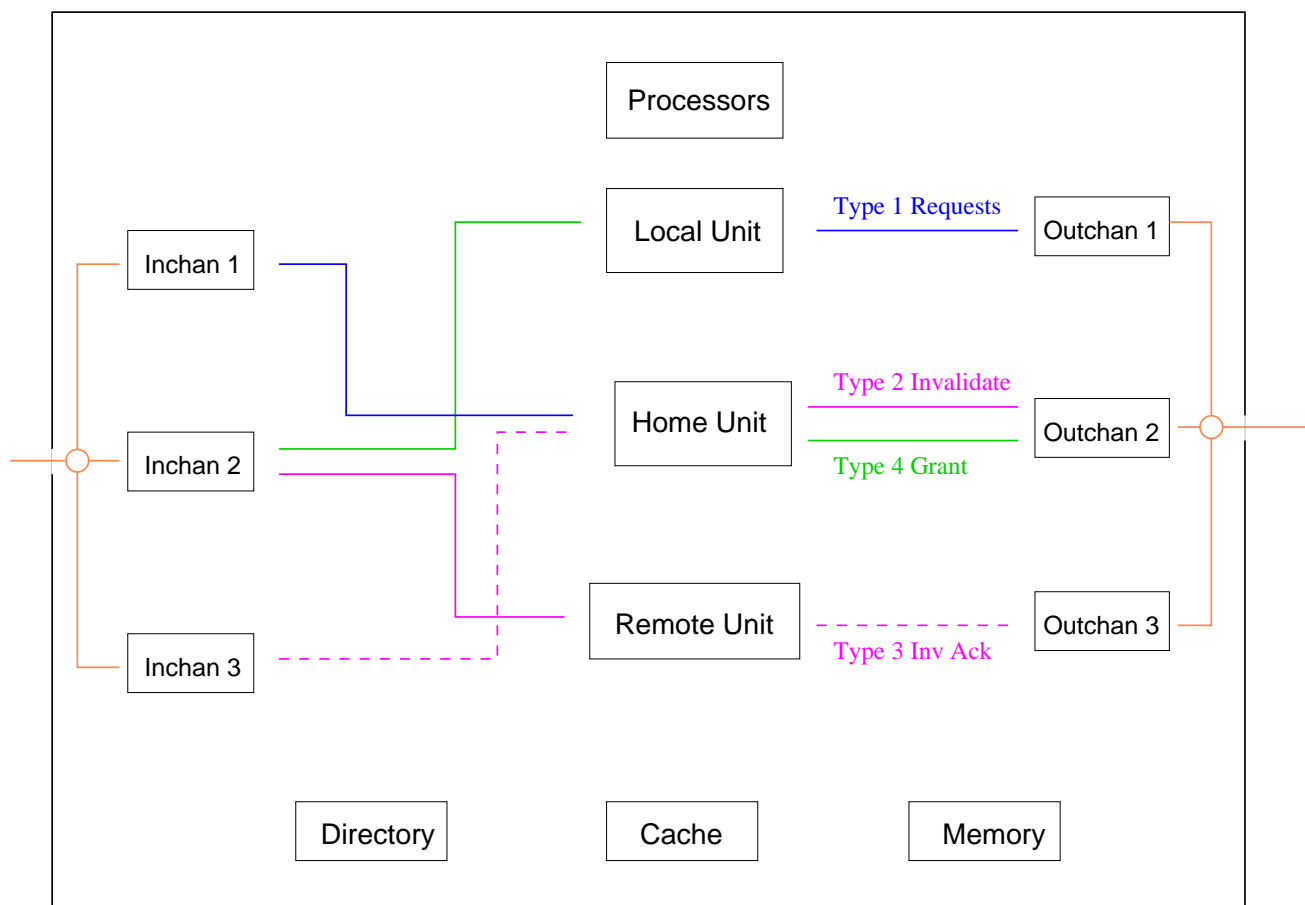 Processors
Local Unit
Type 1 Requests
Outchan 1
Inchan 1
Type 2 Invalidate
Home Unit
Outchan 2
Inchan 2
Type 4 Grant
Remote Unit
Outchan 3
Type 3 Inv Ack
Inchan 3
Directory
Cache
Memory